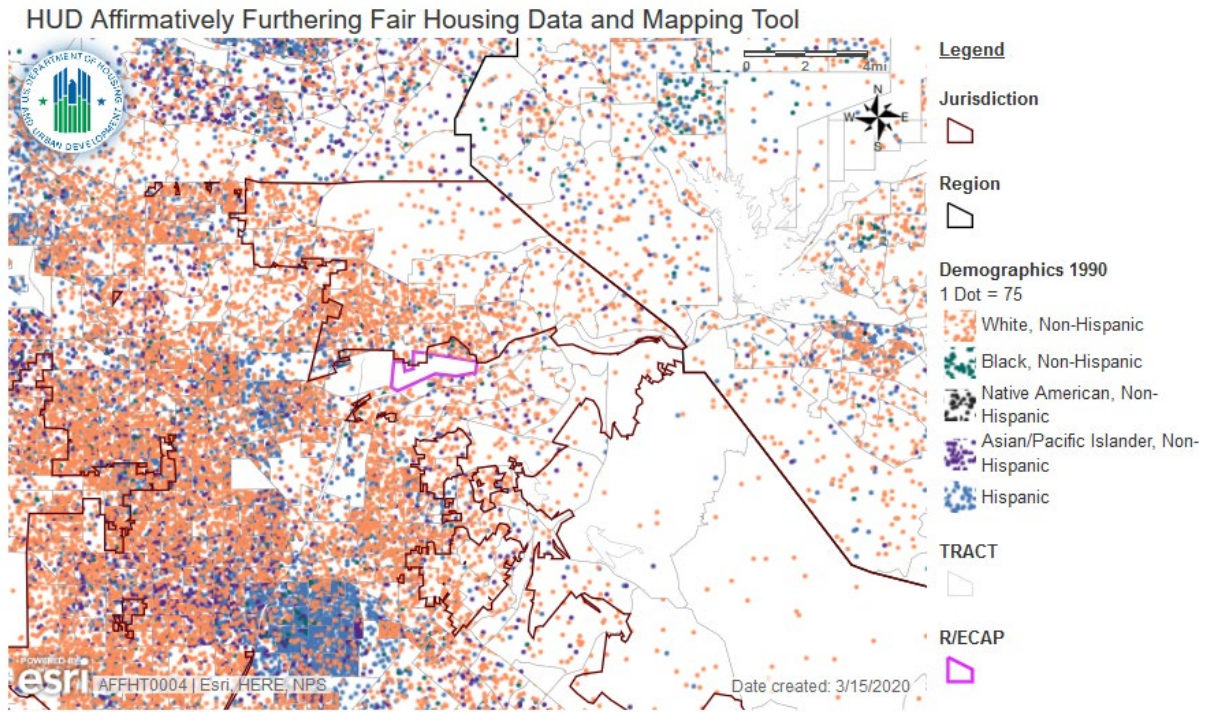 HUD Affirmatively Furthering Fair Housing Data and Mapping Tool
U.S. DEPARTMENT OF HOUSING
AND URBAN DEVELOPMENT
0 2 4mi
N
W E
S
Legend
Jurisdiction
Region
Demographics 1990
1 Dot = 75
White, Non-Hispanic
Black, Non-Hispanic
Native American, Non-
Hispanic
Asian/Pacific Islander, Non-
Hispanic
Hispanic
TRACT
R/ECAP
POWERED BY
esri
AFFHT0004 | Esri, HERE, NPS
Date created: 3/15/2020